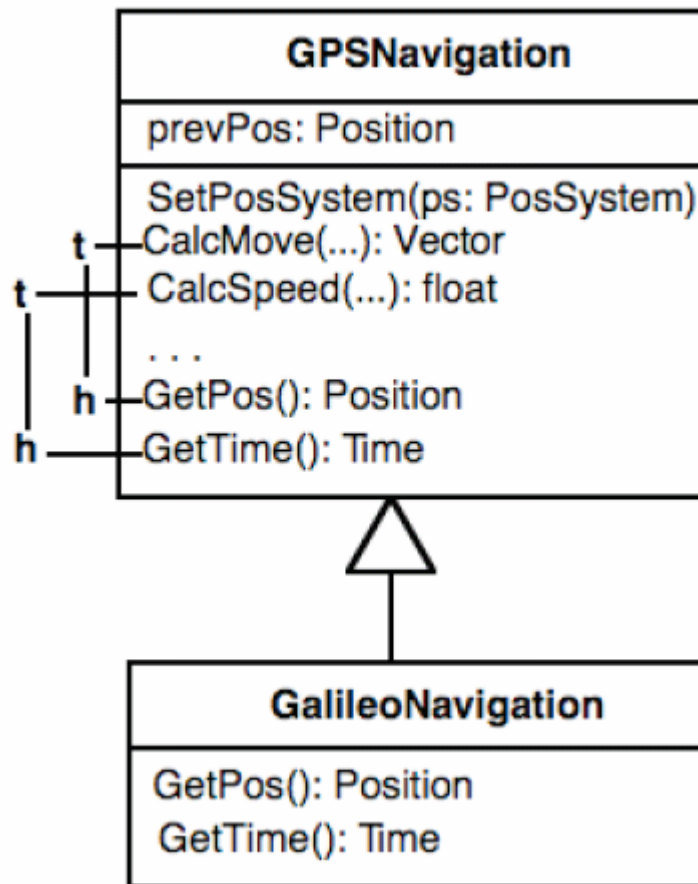 GPSNavigation
prevPos: Position
SetPosSystem(ps: PosSystem)
t CalcMove(...): Vector
t CalcSpeed(...): float
. . .
h GetPos(): Position
h GetTime(): Time
GalileoNavigation
GetPos(): Position
GetTime(): Time